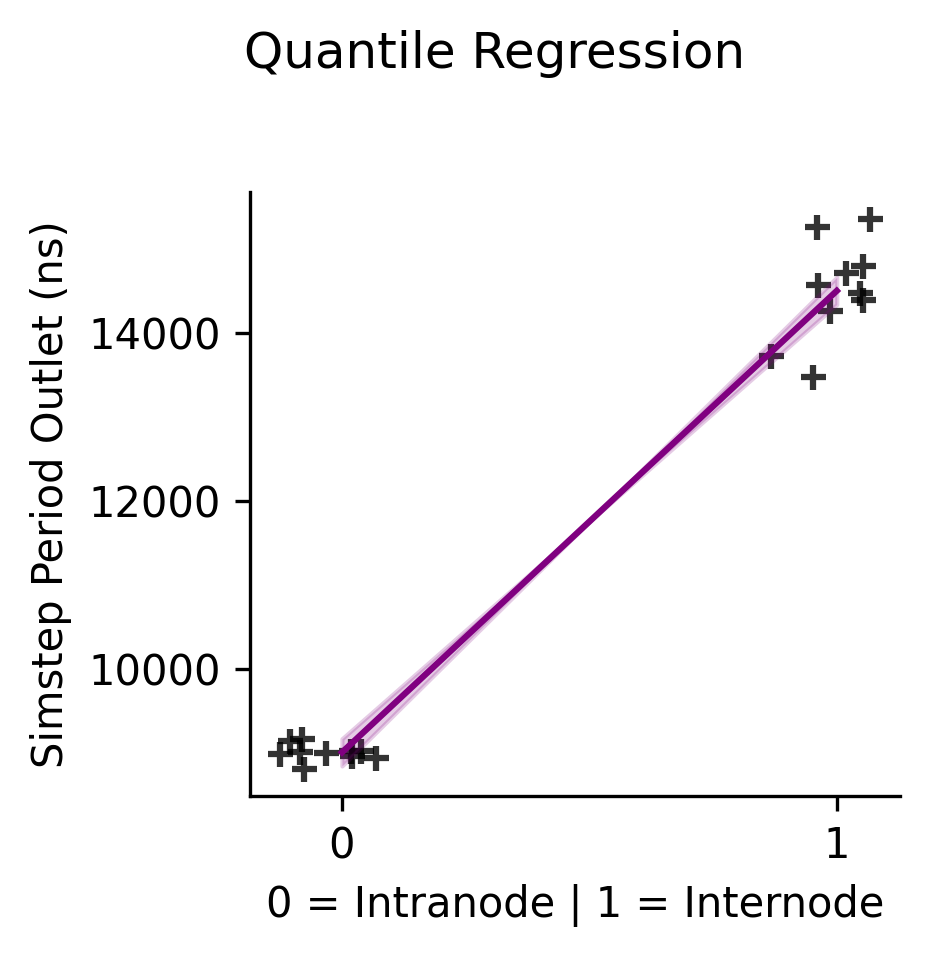 Quantile Regression
Simstep Period Outlet (ns)
14000
12000
10000
0
1
0 = Intranode | 1 = Internode